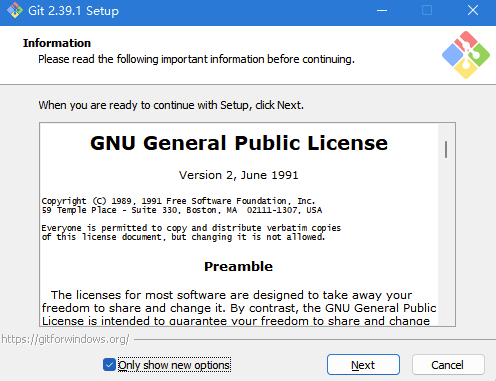 Git 2.39.1 Setup
Information
Please read the following important information before continuing.
When you are ready to continue with Setup, click Next.
GNU General Public License
Version 2, June 1991
Copyright (C) 1989, 1991 Free Software Foundation, Inc.
59 Temple Place - Suite 330, Boston, MA  02111-1307, USA
Everyone is permitted to copy and distribute verbatim copies
of this license document, but changing it is not allowed.
Preamble
The licenses for most software are designed to take away your
freedom to share and change it. By contrast, the GNU General Public
License is intended to guarantee your freedom to share and change
https://gitforwindows.org/
Only show new options
Next
Cancel